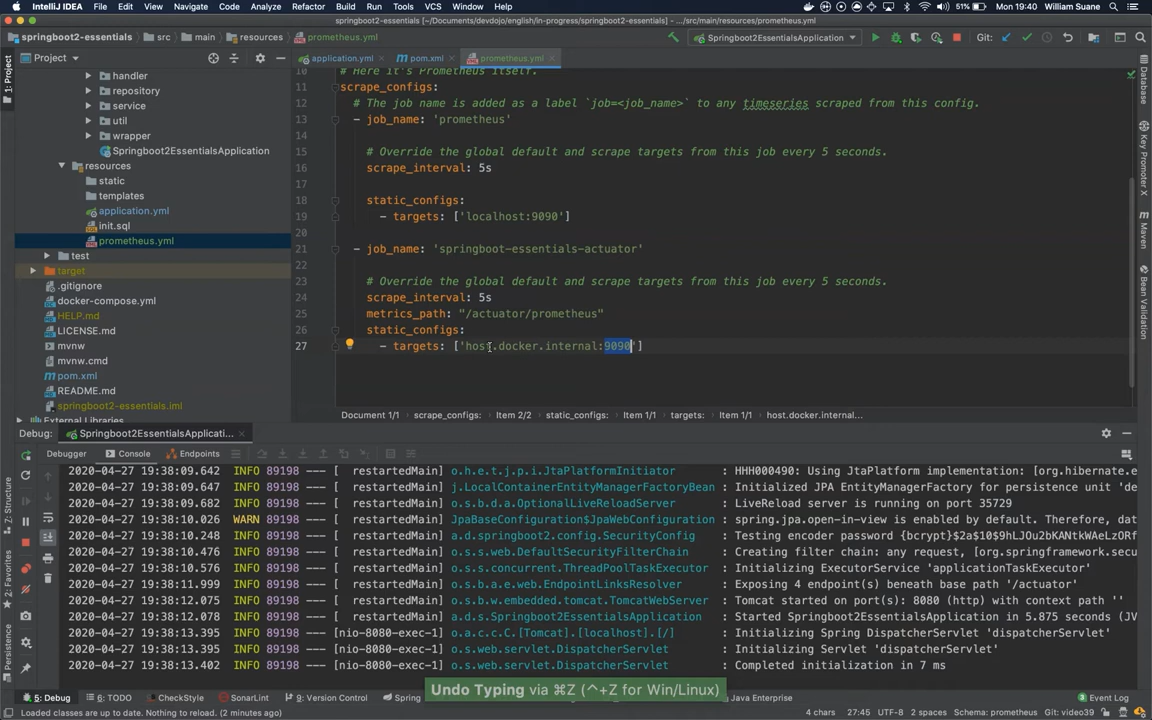 IntelliJ IDEA File Edit View Navigate Code Analyze Refactor Build Run Tools VCS Window Help 51% Mon 19:40 William Suane
springboot2-essentials [~/Documents/devdojo/english/in-progress/springboot2-essentials] - .../src/main/resources/prometheus.yml
springboot2-essentials src main resources prometheus.yml Springboot2EssentialsApplication Git:
1: Project
Project
application.yml pom.xml prometheus.yml
handler
repository
service
util
wrapper
Springboot2EssentialsApplication
resources
static
templates
application.yml
init.sql
prometheus.yml
test
target
.gitignore
docker-compose.yml
HELP.md
LICENSE.md
mvnw
mvnw.cmd
pom.xml
README.md
springboot2-essentials.iml
External Libraries
10 # Here it's Prometheus itself.
11 scrape_configs:
12 # The job name is added as a label `job=<job_name>` to any timeseries scraped from this config.
13 - job_name: 'prometheus'
14
15 # Override the global default and scrape targets from this job every 5 seconds.
16 scrape_interval: 5s
17
18 static_configs:
19 - targets: ['localhost:9090']
20
21 - job_name: 'springboot-essentials-actuator'
22
23 # Override the global default and scrape targets from this job every 5 seconds.
24 scrape_interval: 5s
25 metrics_path: "/actuator/prometheus"
26 static_configs:
27 - targets: ['host.docker.internal:9090']
Document 1/1 scrape_configs: Item 2/2 static_configs: Item 1/1 targets: Item 1/1 host.docker.internal...
Database
Key Promoter X
Maven
Bean Validation
Debug: Springboot2EssentialsApplicati...
Debugger Console Endpoints
2020-04-27 19:38:09.642 INFO 89198 --- [ restartedMain] o.h.e.t.j.p.i.JtaPlatformInitiator : HHH000490: Using JtaPlatform implementation: [org.hibernate.e
2020-04-27 19:38:09.652 INFO 89198 --- [ restartedMain] j.LocalContainerEntityManagerFactoryBean : Initialized JPA EntityManagerFactory for persistence unit 'de
2020-04-27 19:38:09.682 INFO 89198 --- [ restartedMain] o.s.b.d.a.OptionalLiveReloadServer : LiveReload server is running on port 35729
2020-04-27 19:38:10.026 WARN 89198 --- [ restartedMain] JpaBaseConfiguration$JpaWebConfiguration : spring.jpa.open-in-view is enabled by default. Therefore, dat
2020-04-27 19:38:10.248 INFO 89198 --- [ restartedMain] a.d.springboot2.config.SecurityConfig : Testing encoder password {bcrypt}$2a$10$9hLJOu2bKANtkWAeLzORf
2020-04-27 19:38:10.476 INFO 89198 --- [ restartedMain] o.s.s.web.DefaultSecurityFilterChain : Creating filter chain: any request, [org.springframework.secu
2020-04-27 19:38:10.576 INFO 89198 --- [ restartedMain] o.s.s.concurrent.ThreadPoolTaskExecutor : Initializing ExecutorService 'applicationTaskExecutor'
2020-04-27 19:38:11.999 INFO 89198 --- [ restartedMain] o.s.b.a.e.web.EndpointLinksResolver : Exposing 4 endpoint(s) beneath base path '/actuator'
2020-04-27 19:38:12.075 INFO 89198 --- [ restartedMain] o.s.b.w.embedded.tomcat.TomcatWebServer : Tomcat started on port(s): 8080 (http) with context path ''
2020-04-27 19:38:12.078 INFO 89198 --- [ restartedMain] a.d.s.Springboot2EssentialsApplication : Started Springboot2EssentialsApplication in 5.875 seconds (JV
2020-04-27 19:38:13.395 INFO 89198 --- [nio-8080-exec-1] o.a.c.c.C.[Tomcat].[localhost].[/] : Initializing Spring DispatcherServlet 'dispatcherServlet'
2020-04-27 19:38:13.395 INFO 89198 --- [nio-8080-exec-1] o.s.web.servlet.DispatcherServlet : Initializing Servlet 'dispatcherServlet'
2020-04-27 19:38:13.402 INFO 89198 --- [nio-8080-exec-1] o.s.web.servlet.DispatcherServlet : Completed initialization in 7 ms
Z: Structure
2: Favorites
Persistence
Undo Typing via ⌘Z (^+Z for Win/Linux)
5: Debug 6: TODO CheckStyle SonarLint 9: Version Control Spring Java Enterprise Event Log
Loaded classes are up to date. Nothing to reload. (2 minutes ago) 4 chars 27:45 UTF-8 2 spaces Schema: prometheus Git: video39